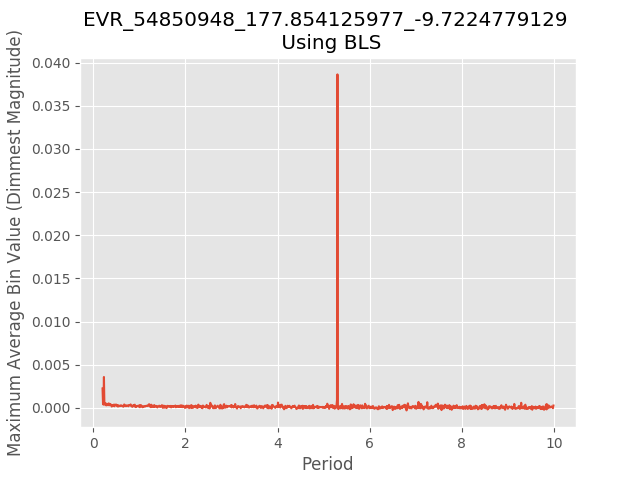 EVR_54850948_177.854125977_-9.7224779129
Using BLS
Maximum Average Bin Value (Dimmest Magnitude)
0.040
0.035
0.030
0.025
0.020
0.015
0.010
0.005
0.000
0 2 4 6 8 10
Period